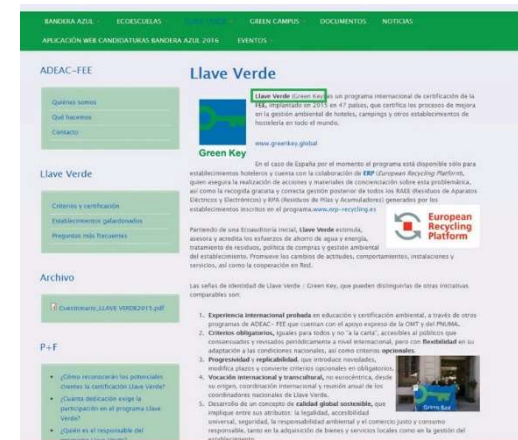 BANDERA AZUL ECOESCUELAS LLAVE VERDE GREEN CAMPUS DOCUMENTOS NOTICIAS
APLICACIÓN WEB CANDIDATURAS BANDERA AZUL 2016 EVENTOS
ADEAC-FEE
Quiénes somos
Qué hacemos
Contacto
Llave Verde
Criterios y certificación
Establecimientos galardonados
Preguntas más frecuentes
Archivo
Cuestionario_LLAVE VERDE2015.pdf
P+F
¿Cómo reconocerán los potenciales
clientes la certificación Llave Verde?
¿Cuánta dedicación exige la
participación en el programa Llave
Verde?
¿Quién es el responsable del
programa Llave Verde?
Llave Verde
Llave Verde (Green Key) es un programa internacional de certificación de la
FEE, implantado en 2015 en 47 países, que certifica los procesos de mejora
en la gestión ambiental de hoteles, campings y otros establecimientos de
hostelería en todo el mundo.
www.greenkey.global
Green Key
En el caso de España por el momento el programa está disponible sólo para
establecimientos hoteleros y cuenta con la colaboración de ERP (European Recycling Platform),
quien asegura la realización de acciones y materiales de concienciación sobre esta problemática,
así como la recogida gratuita y correcta gestión posterior de todos los RAEE (Residuos de Aparatos
Eléctricos y Electrónicos) y RPA (Residuos de Pilas y Acumuladores) generados por los
establecimientos inscritos en el programa.www.erp-recycling.es
European
Recycling
Platform
Partiendo de una Ecoauditoría inicial, Llave Verde estimula,
asesora y acredita los esfuerzos de ahorro de agua y energía,
tratamiento de residuos, política de compras y gestión ambiental
del establecimiento. Promueve los cambios de actitudes, comportamientos, instalaciones y
servicios, así como la cooperación en Red.
Las señas de identidad de Llave Verde / Green Key, que pueden distinguirlas de otras iniciativas
comparables son:
1. Experiencia internacional probada en educación y certificación ambiental, a través de otros
programas de ADEAC- FEE que cuentan con el apoyo expreso de la OMT y del PNUMA.
2. Criterios obligatorios, iguales para todos y no "a la carta", accesibles al públicos que
consensuados y revisados periódicamente a nivel internacional, pero con flexibilidad en su
adaptación a las condiciones nacionales, así como criterios opcionales.
3. Progresividad y replicabilidad, que introduce novedades,
modifica plazos y convierte criterios opcionales en obligatorios.
4. Vocación internacional y transcultural, no eurocéntrica, desde
su origen, coordinación internacional y reunión anual de los
coordinadores nacionales de Llave Verde.
5. Desarrollo de un concepto de calidad global sostenible, que
implique entre sus atributos: la legalidad, accesibilidad
universal, seguridad, la responsabilidad ambiental y el comercio justo y consumo
responsable, tanto en la adquisición de bienes y servicios locales como en la gestión del
establecimiento.
Green Key